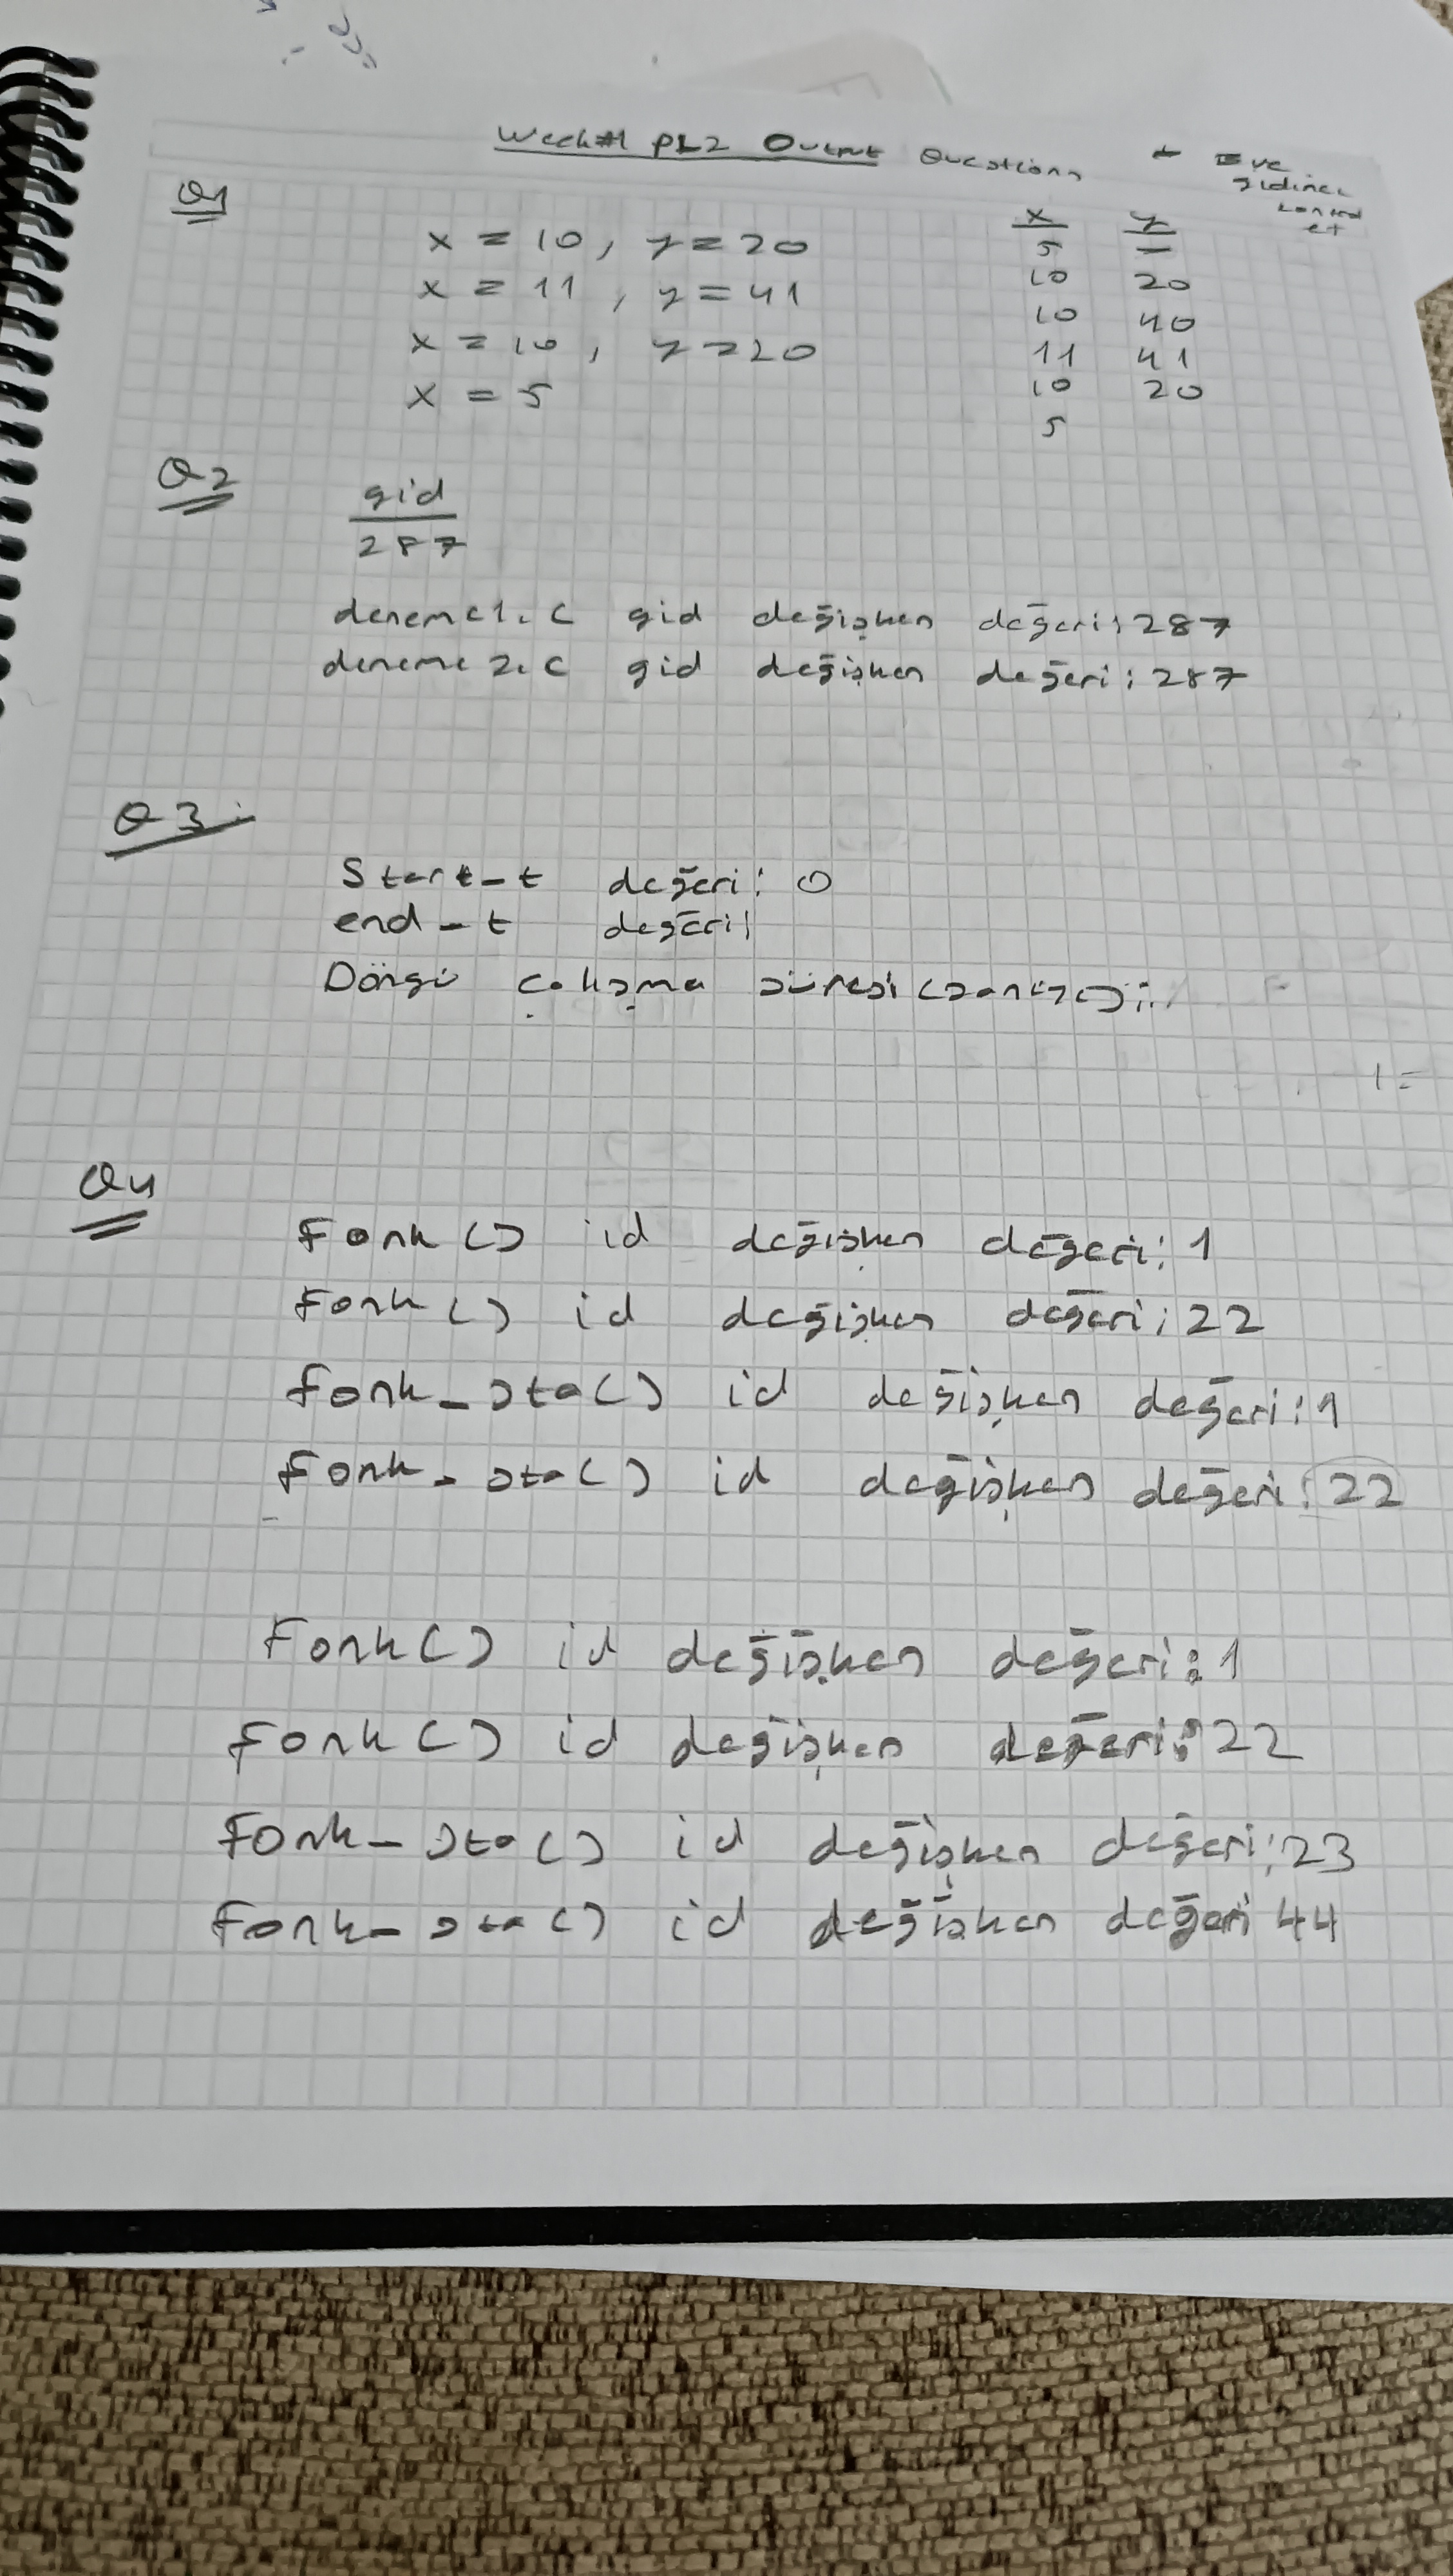 Week#1 PL2 Output Questions
+ Eve
gidince
kontrol
et
Q1
x = 10, y = 20
x = 11, y = 41
x = 10, y = 20
x = 5
x y
5 —
10 20
10 40
11 41
10 20
5
Q2
gid
287
deneme1.c gid değişken değeri: 287
deneme2.c gid değişken değeri: 287
Q3
Start_t değeri: 0
end_t değeri:
Döngü çalışma süresi (saniye):
Q4
Fonk() id değişken değeri: 1
Fonk() id değişken değeri: 22
Fonk_sta() id değişken değeri: 1
Fonk_sta() id değişken değeri: 22
Fonk() id değişken değeri: 1
Fonk() id değişken değeri: 22
Fonk_sta() id değişken değeri: 23
Fonk_sta() id değişken değeri 44